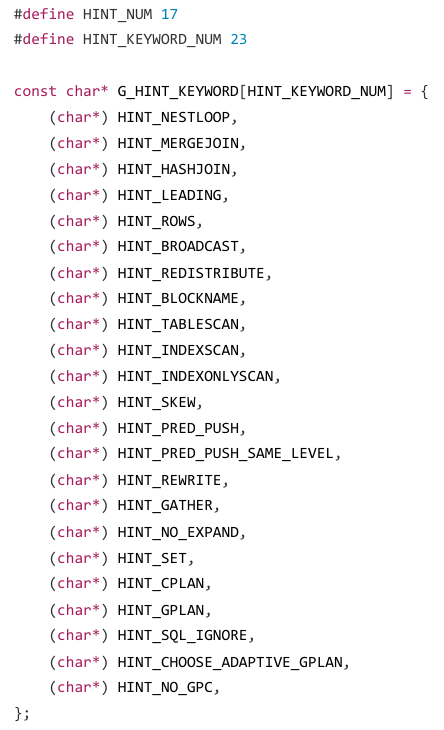 #define HINT_NUM 17
#define HINT_KEYWORD_NUM 23

const char* G_HINT_KEYWORD[HINT_KEYWORD_NUM] = {
    (char*) HINT_NESTLOOP,
    (char*) HINT_MERGEJOIN,
    (char*) HINT_HASHJOIN,
    (char*) HINT_LEADING,
    (char*) HINT_ROWS,
    (char*) HINT_BROADCAST,
    (char*) HINT_REDISTRIBUTE,
    (char*) HINT_BLOCKNAME,
    (char*) HINT_TABLESCAN,
    (char*) HINT_INDEXSCAN,
    (char*) HINT_INDEXONLYSCAN,
    (char*) HINT_SKEW,
    (char*) HINT_PRED_PUSH,
    (char*) HINT_PRED_PUSH_SAME_LEVEL,
    (char*) HINT_REWRITE,
    (char*) HINT_GATHER,
    (char*) HINT_NO_EXPAND,
    (char*) HINT_SET,
    (char*) HINT_CPLAN,
    (char*) HINT_GPLAN,
    (char*) HINT_SQL_IGNORE,
    (char*) HINT_CHOOSE_ADAPTIVE_GPLAN,
    (char*) HINT_NO_GPC,
};